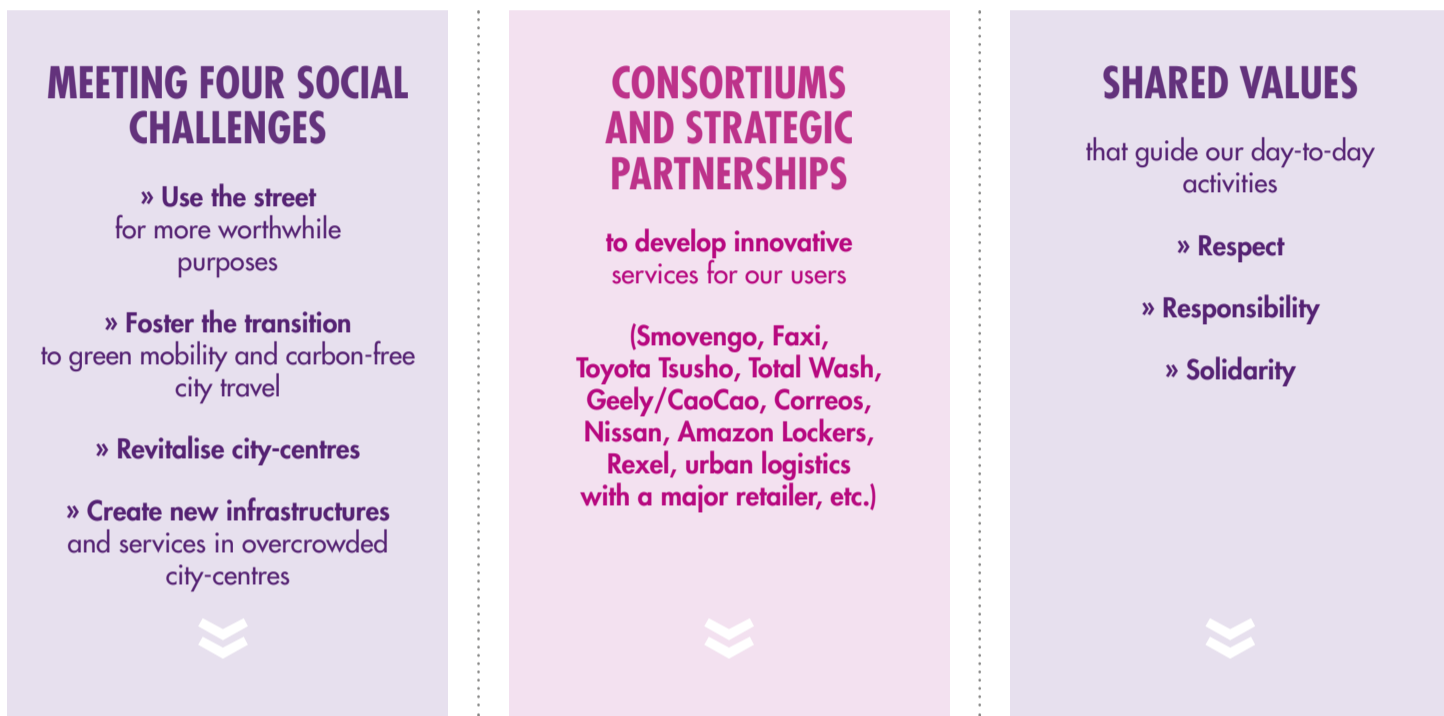 MEETING FOUR SOCIAL
CHALLENGES
» Use the street
for more worthwhile
purposes
» Foster the transition
to green mobility and carbon-free
city travel
» Revitalise city-centres
» Create new infrastructures
and services in overcrowded
city-centres
CONSORTIUMS
AND STRATEGIC
PARTNERSHIPS
to develop innovative
services for our users
(Smovengo, Faxi,
Toyota Tsusho, Total Wash,
Geely/CaoCao, Correos,
Nissan, Amazon Lockers,
Rexel, urban logistics
with a major retailer, etc.)
SHARED VALUES
that guide our day-to-day
activities
» Respect
» Responsibility
» Solidarity